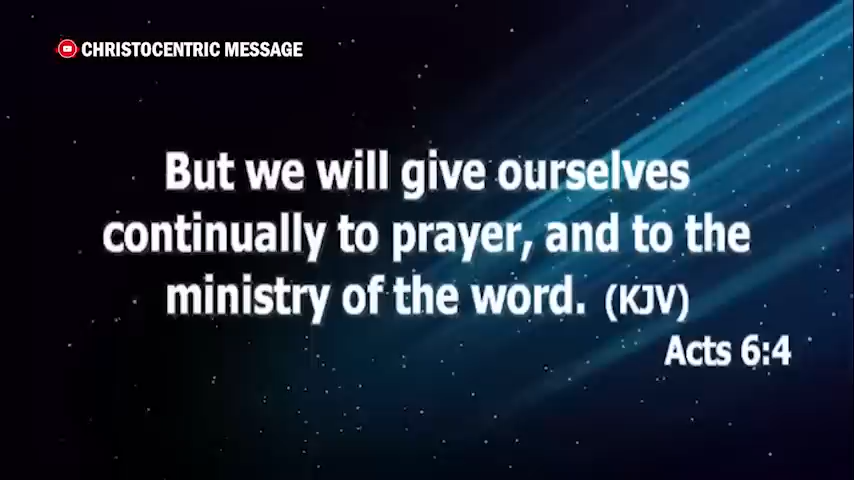 CHRISTOCENTRIC MESSAGE
But we will give ourselves
continually to prayer, and to the
ministry of the word. (KJV)
Acts 6:4